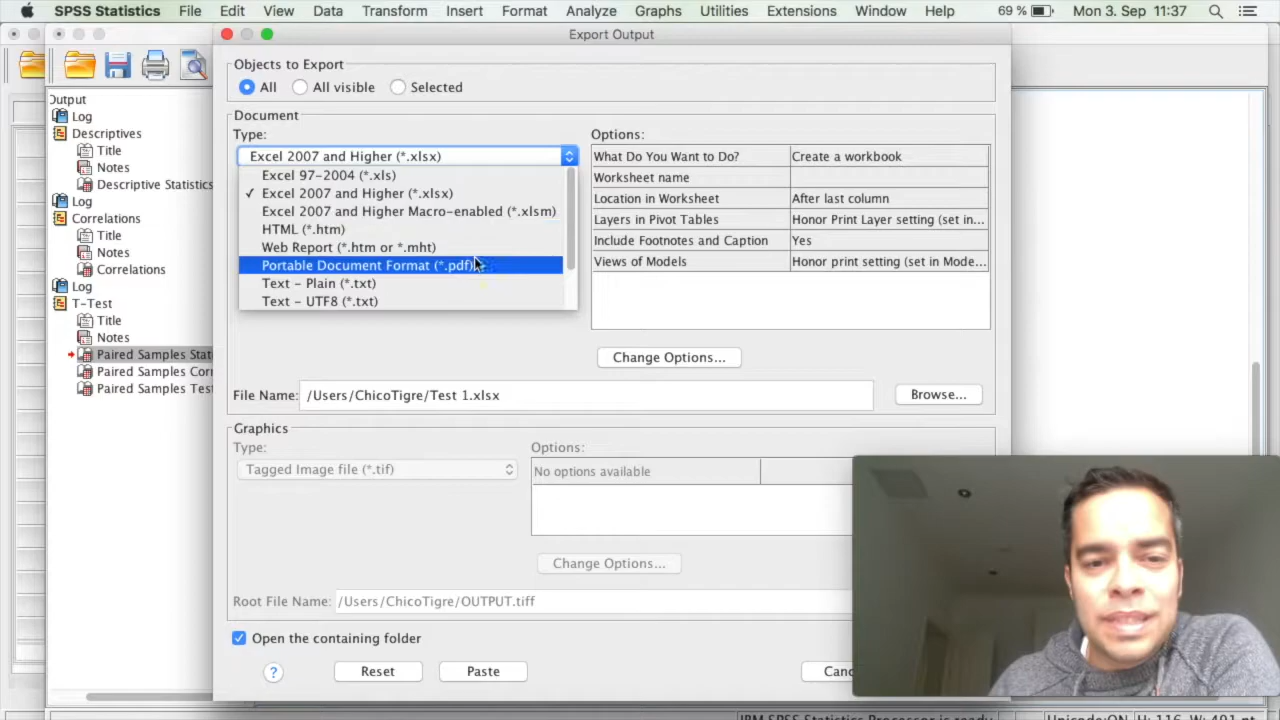 SPSS Statistics File Edit View Data Transform Insert Format Analyze Graphs Utilities Extensions Window Help 69 % Mon 3. Sep 11:37
Export Output
Output
Log
Descriptives
Title
Notes
Descriptive Statistics
Log
Correlations
Title
Notes
Correlations
Log
T-Test
Title
Notes
Paired Samples Stat
Paired Samples Corr
Paired Samples Tes
Objects to Export
All All visible Selected
Document
Type:
Excel 2007 and Higher (*.xlsx)
Excel 97-2004 (*.xls)
✓ Excel 2007 and Higher (*.xlsx)
Excel 2007 and Higher Macro-enabled (*.xlsm)
HTML (*.htm)
Web Report (*.htm or *.mht)
Portable Document Format (*.pdf)
Text - Plain (*.txt)
Text - UTF8 (*.txt)
Options:
What Do You Want to Do? Create a workbook
Worksheet name
Location in Worksheet After last column
Layers in Pivot Tables Honor Print Layer setting (set in...
Include Footnotes and Caption Yes
Views of Models Honor print setting (set in Mode...
Change Options...
File Name: /Users/ChicoTigre/Test 1.xlsx Browse...
Graphics
Type:
Tagged Image file (*.tif)
Options:
No options available
Change Options...
Root File Name: /Users/ChicoTigre/OUTPUT.tiff
Open the containing folder
? Reset Paste Canc
IBM SPSS Statistics Processor is ready Unicode:ON H: 116, W: 491 pt